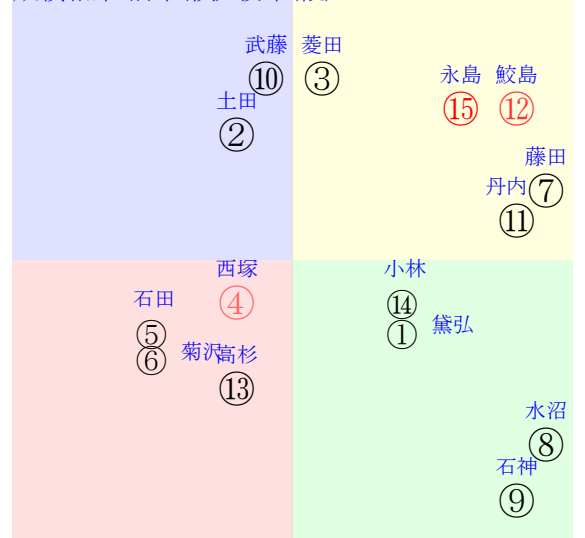 武藤 菱田
⑩ ③
永島 鮫島
⑮ ⑫
土田
②
藤田
⑦
丹内
⑪
西塚
④
小林
⑭
石田
⑤
①
黛弘
⑥
菊沢
高杉
⑬
水沼
⑧
石神
⑨